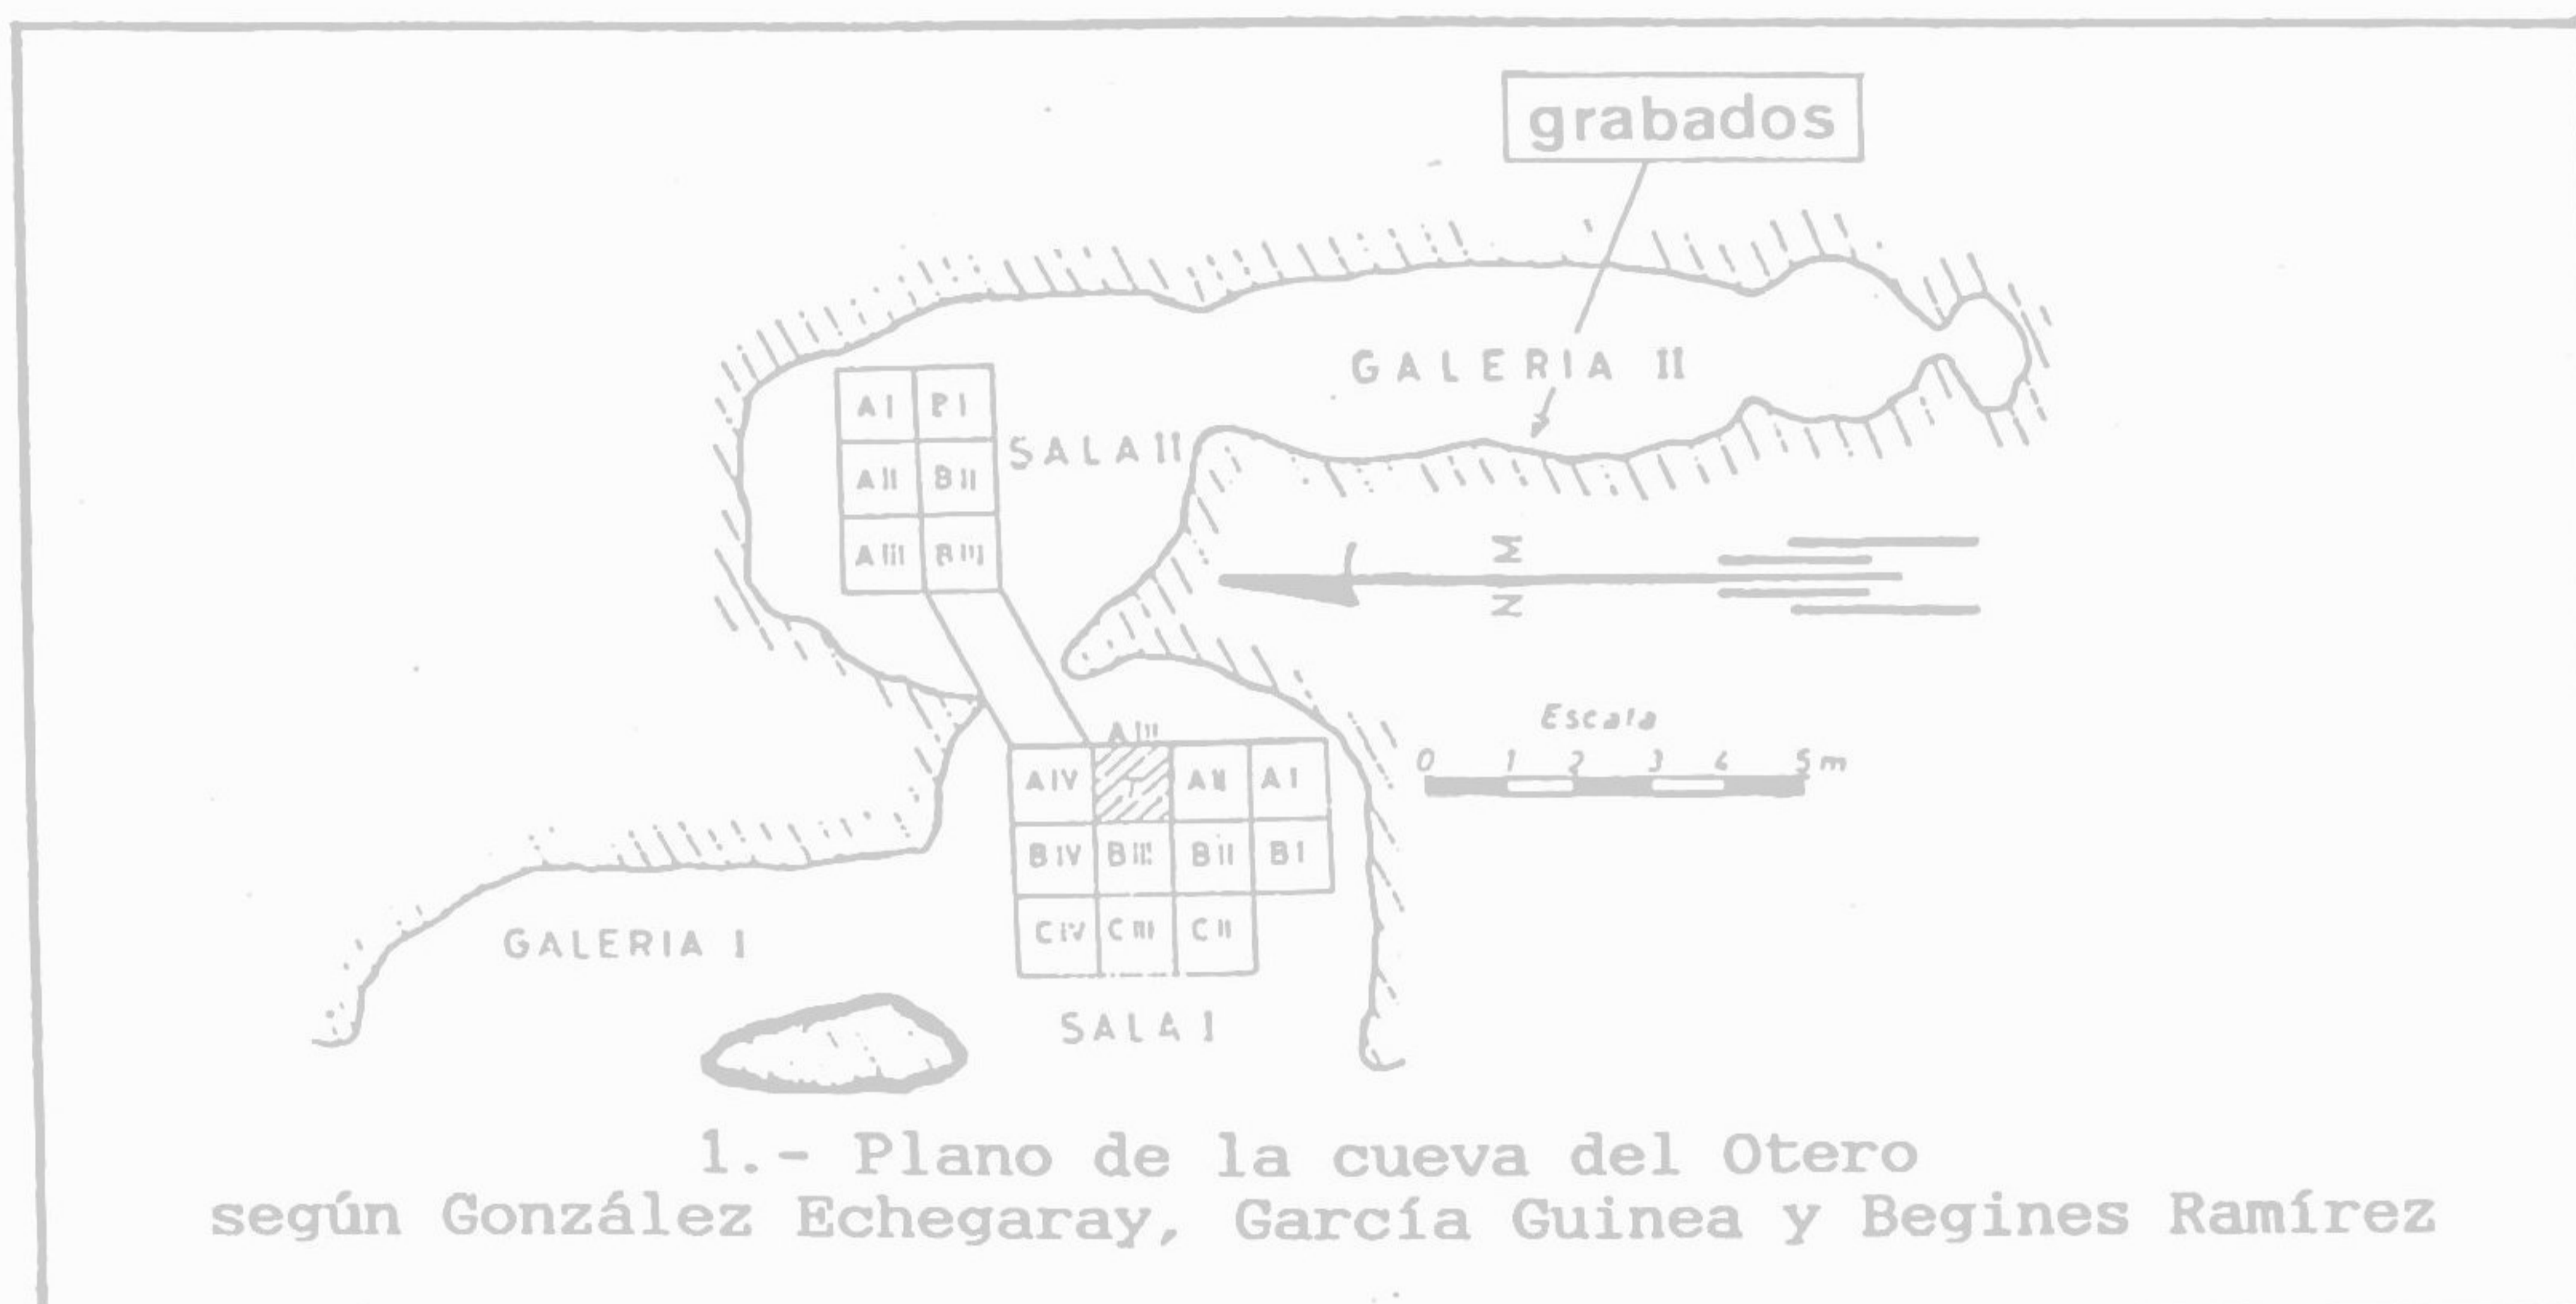 grabados
GALERIA II
A I B I
SALA II
A II B II
A III B III
N M
Escala
0 1 2 3 4 5 m
A III
A IV A II A I
B IV B III B II B I
C IV C III C II
GALERIA I
SALA I
1.- Plano de la cueva del Otero
según González Echegaray, García Guinea y Begines Ramírez